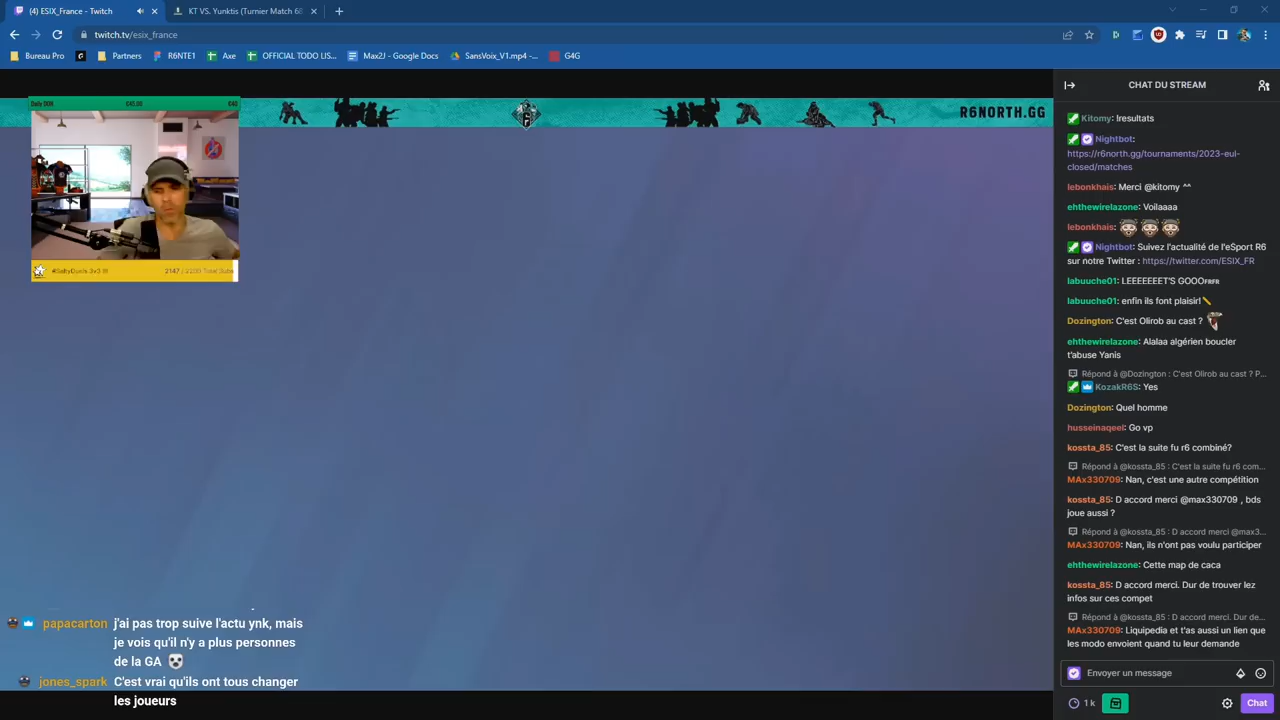 (4) ESIX_France - Twitch
KT VS. Yunktis (Turnier Match 68
twitch.tv/esix_france
Bureau Pro
Partners
R6NTE1
Axe
OFFICIAL TODO LIS...
Max2J - Google Docs
SansVoix_V1.mp4 -...
G4G
R6NORTH.GG
CHAT DU STREAM
Kitomy: !resultats
Nightbot:
https://r6north.gg/tournaments/2023-eul-
closed/matches
lebonkhais: Merci @kitomy ^^
ehthewirelazone: Voilaaaa
lebonkhais:
Nightbot: Suivez l'actualité de l'eSport R6
sur notre Twitter : https://twitter.com/ESIX_FR
labuuche01: LEEEEEEET'S GOOOFRFR
labuuche01: enfin ils font plaisir!
Dozington: C'est Olirob au cast ?
ehthewirelazone: Alalaa algérien boucler
t'abuse Yanis
Répond à @Dozington : C'est Olirob au cast ? P...
KozakR6S: Yes
Dozington: Quel homme
husseinaqeel: Go vp
kossta_85: C'est la suite fu r6 combiné?
Répond à @kossta_85 : C'est la suite fu r6 com...
MAx330709: Nan, c'est une autre compétition
kossta_85: D accord merci @max330709 , bds
joue aussi ?
Répond à @kossta_85 : D accord merci @max3...
MAx330709: Nan, ils n'ont pas voulu participer
ehthewirelazone: Cette map de caca
kossta_85: D accord merci. Dur de trouver lez
infos sur ces compet
Répond à @kossta_85 : D accord merci. Dur de...
MAx330709: Liquipedia et t'as aussi un lien que
les modo envoient quand tu leur demande
Envoyer un message
1 k
Chat
papacarton j'ai pas trop suive l'actu ynk, mais
je vois qu'il n'y a plus personnes
de la GA
jones_spark C'est vrai qu'ils ont tous changer
les joueurs